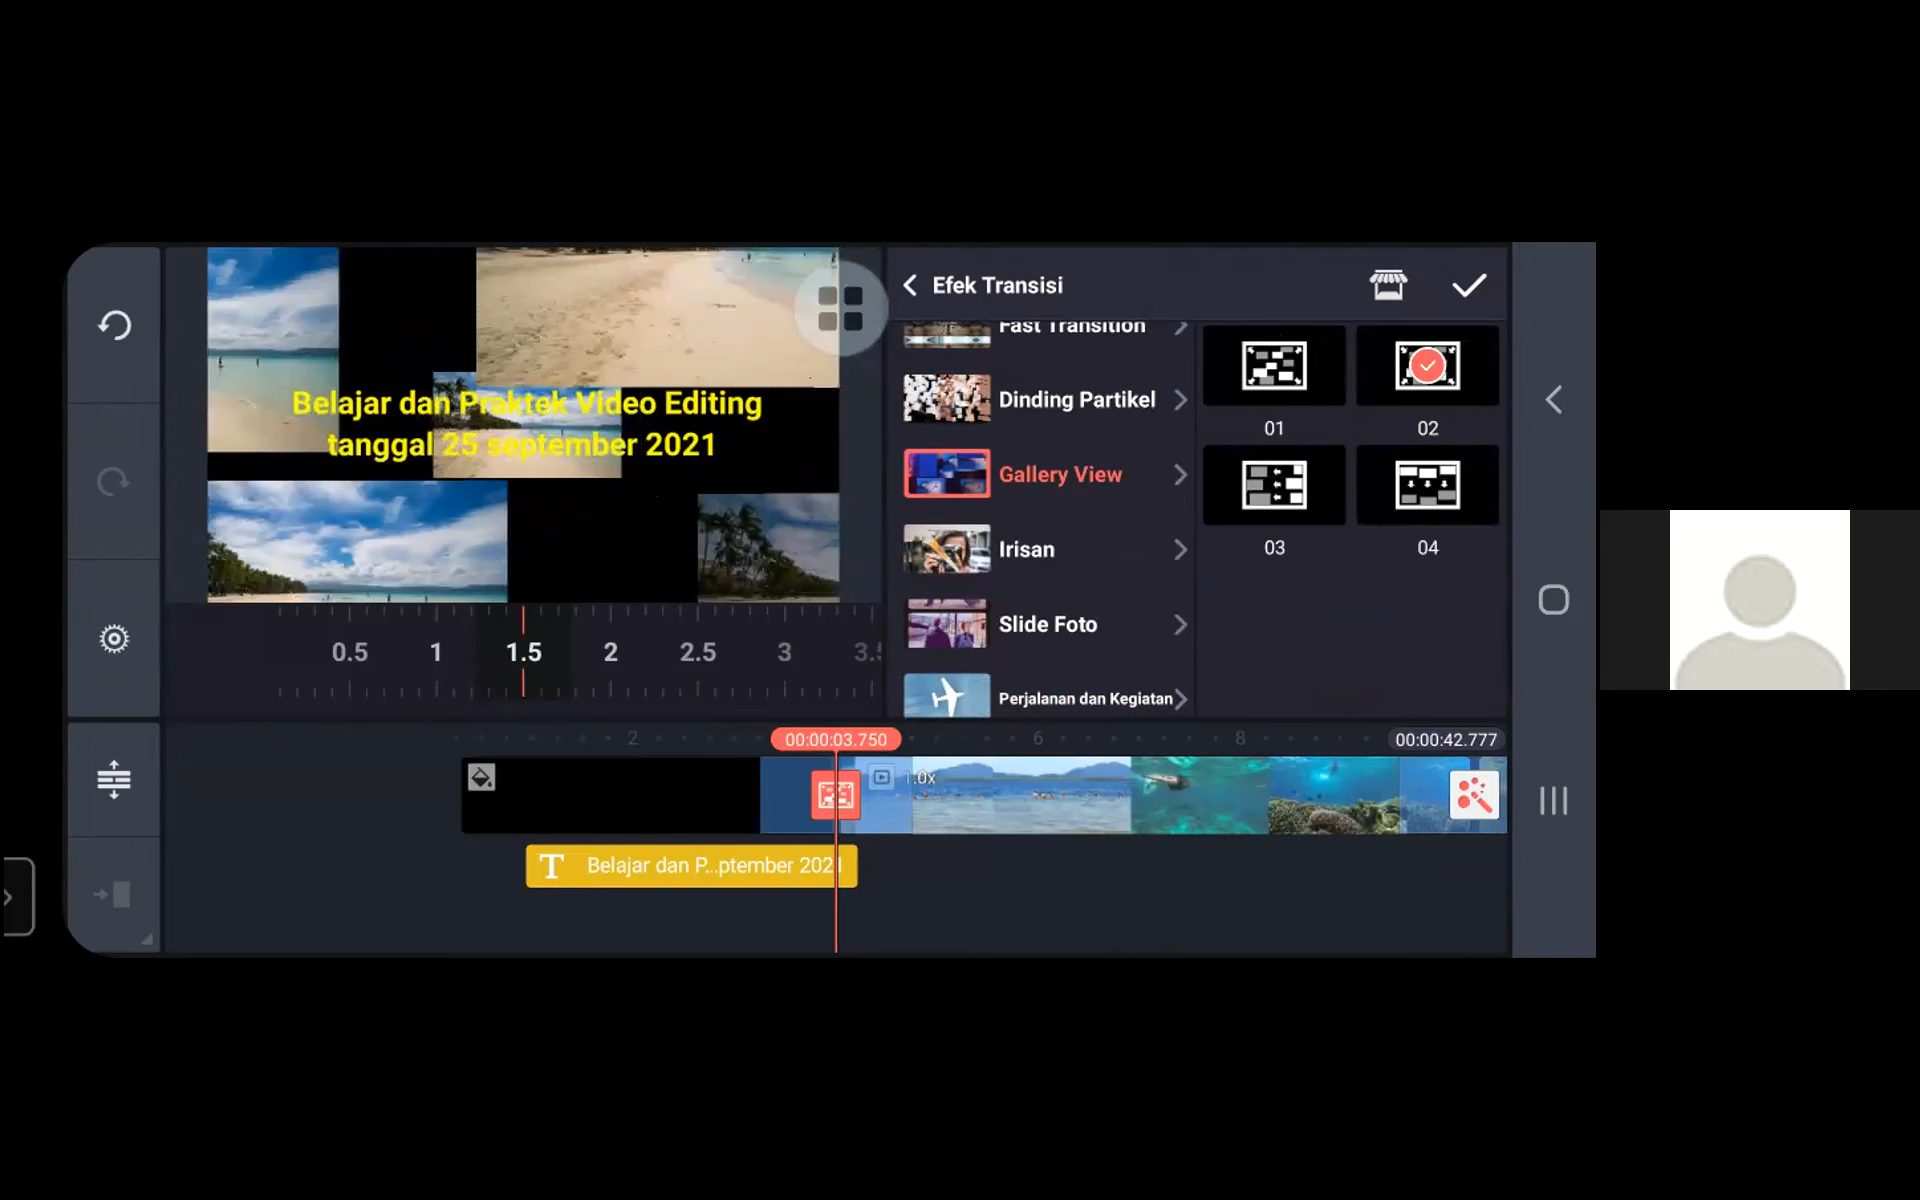 Belajar dan Praktek Video Editing
tanggal 25 september 2021
Efek Transisi
Fast Transition
Dinding Partikel
Gallery View
Irisan
Slide Foto
Perjalanan dan Kegiatan
01
02
03
04
0.5 1 1.5 2 2.5 3 3.5
2
00:00:03.750
6
8
00:00:42.777
1.0x
T Belajar dan P...ptember 2021